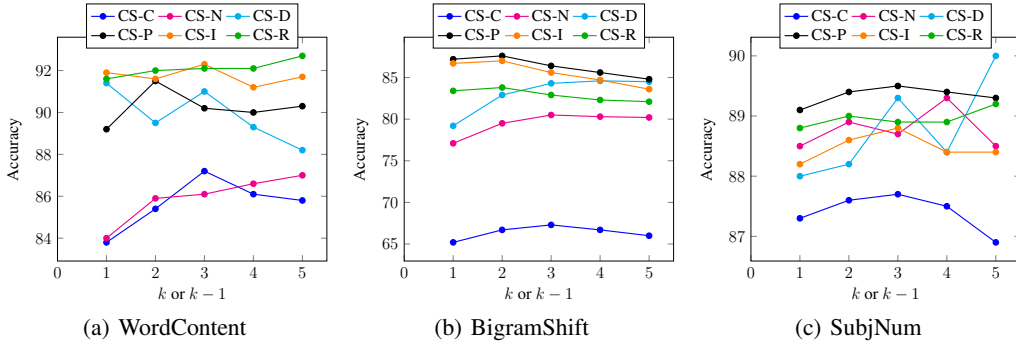 CS-C CS-N CS-D
CS-P CS-I CS-R
92
90
88
86
84
Accuracy
0 1 2 3 4 5
k or k − 1
(a) WordContent
CS-C CS-N CS-D
CS-P CS-I CS-R
85
80
75
70
65
Accuracy
0 1 2 3 4 5
k or k − 1
(b) BigramShift
CS-C CS-N CS-D
CS-P CS-I CS-R
90
89
88
87
Accuracy
0 1 2 3 4 5
k or k − 1
(c) SubjNum